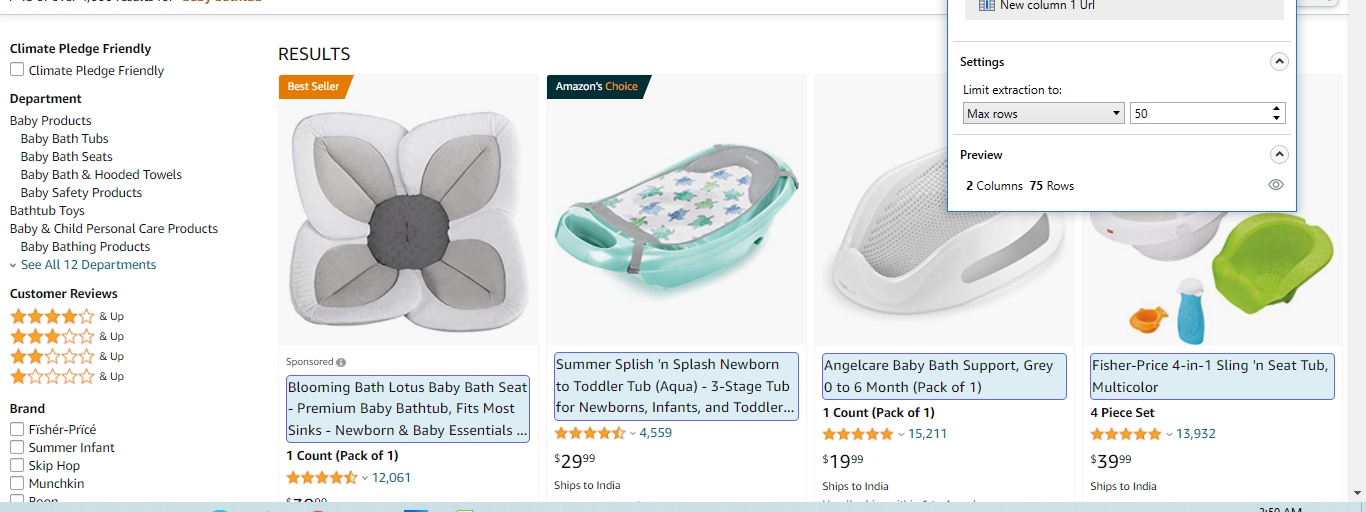 New column 1 Url
Settings
Limit extraction to:
Max rows
50
Preview
2 Columns 75 Rows
Climate Pledge Friendly
Climate Pledge Friendly
Department
Baby Products
Baby Bath Tubs
Baby Bath Seats
Baby Bath & Hooded Towels
Baby Safety Products
Bathtub Toys
Baby & Child Personal Care Products
Baby Bathing Products
See All 12 Departments
Customer Reviews
& Up
& Up
& Up
& Up
Brand
Físhér-Prícé
Summer Infant
Skip Hop
Munchkin
RESULTS
Best Seller
Sponsored
Blooming Bath Lotus Baby Bath Seat
- Premium Baby Bathtub, Fits Most
Sinks - Newborn & Baby Essentials ...
1 Count (Pack of 1)
12,061
Amazon's Choice
Summer Splish 'n Splash Newborn
to Toddler Tub (Aqua) - 3-Stage Tub
for Newborns, Infants, and Toddler...
4,559
$29.99
Ships to India
Angelcare Baby Bath Support, Grey
0 to 6 Month (Pack of 1)
1 Count (Pack of 1)
15,211
$19.99
Ships to India
Fisher-Price 4-in-1 Sling 'n Seat Tub,
Multicolor
4 Piece Set
13,932
$39.99
Ships to India